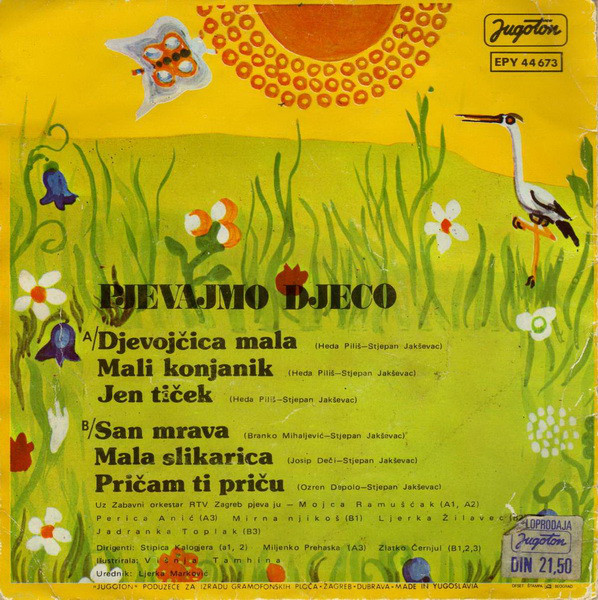 Jugoton
EPY 44673
PJEVAJMO DJECO
A/Djevojčica mala (Heda Piliš—Stjepan Jakševac)
Mali konjanik (Heda Piliš—Stjepan Jakševac)
Jen tiček (Heda Piliš—Stjepan Jakševac)
B/San mrava (Branko Mihaljević—Stjepan Jakševac)
Mala slikarica (Josip Deči—Stjepan Jakševac)
Pričam ti priču (Ozren Depolo—Stjepan Jakševac)
Uz Zabavni orkestar RTV Zagreb pjevaju — Mojca Ramušćak (A1, A2)
Perica Anić (A3) Mirna njikoš (B1) Ljerka Žilavec
Jadranka Toplak (B3)
Dirigenti: Stipica Kalogjera (a1, 2) Miljenko Prohaska (A3) Zlatko Černjul (B1,2,3)
Ilustrirala: Višnja Tamhina
Urednik: Ljerka Marković
"JUGOTON" PODUZEĆE ZA IZRADU GRAMOFONSKIH PLOČA-ZAGREB-DUBRAVA-MADE IN YUGOSLAVIA
LOPRODAJA
Jugoton
DIN 21,50